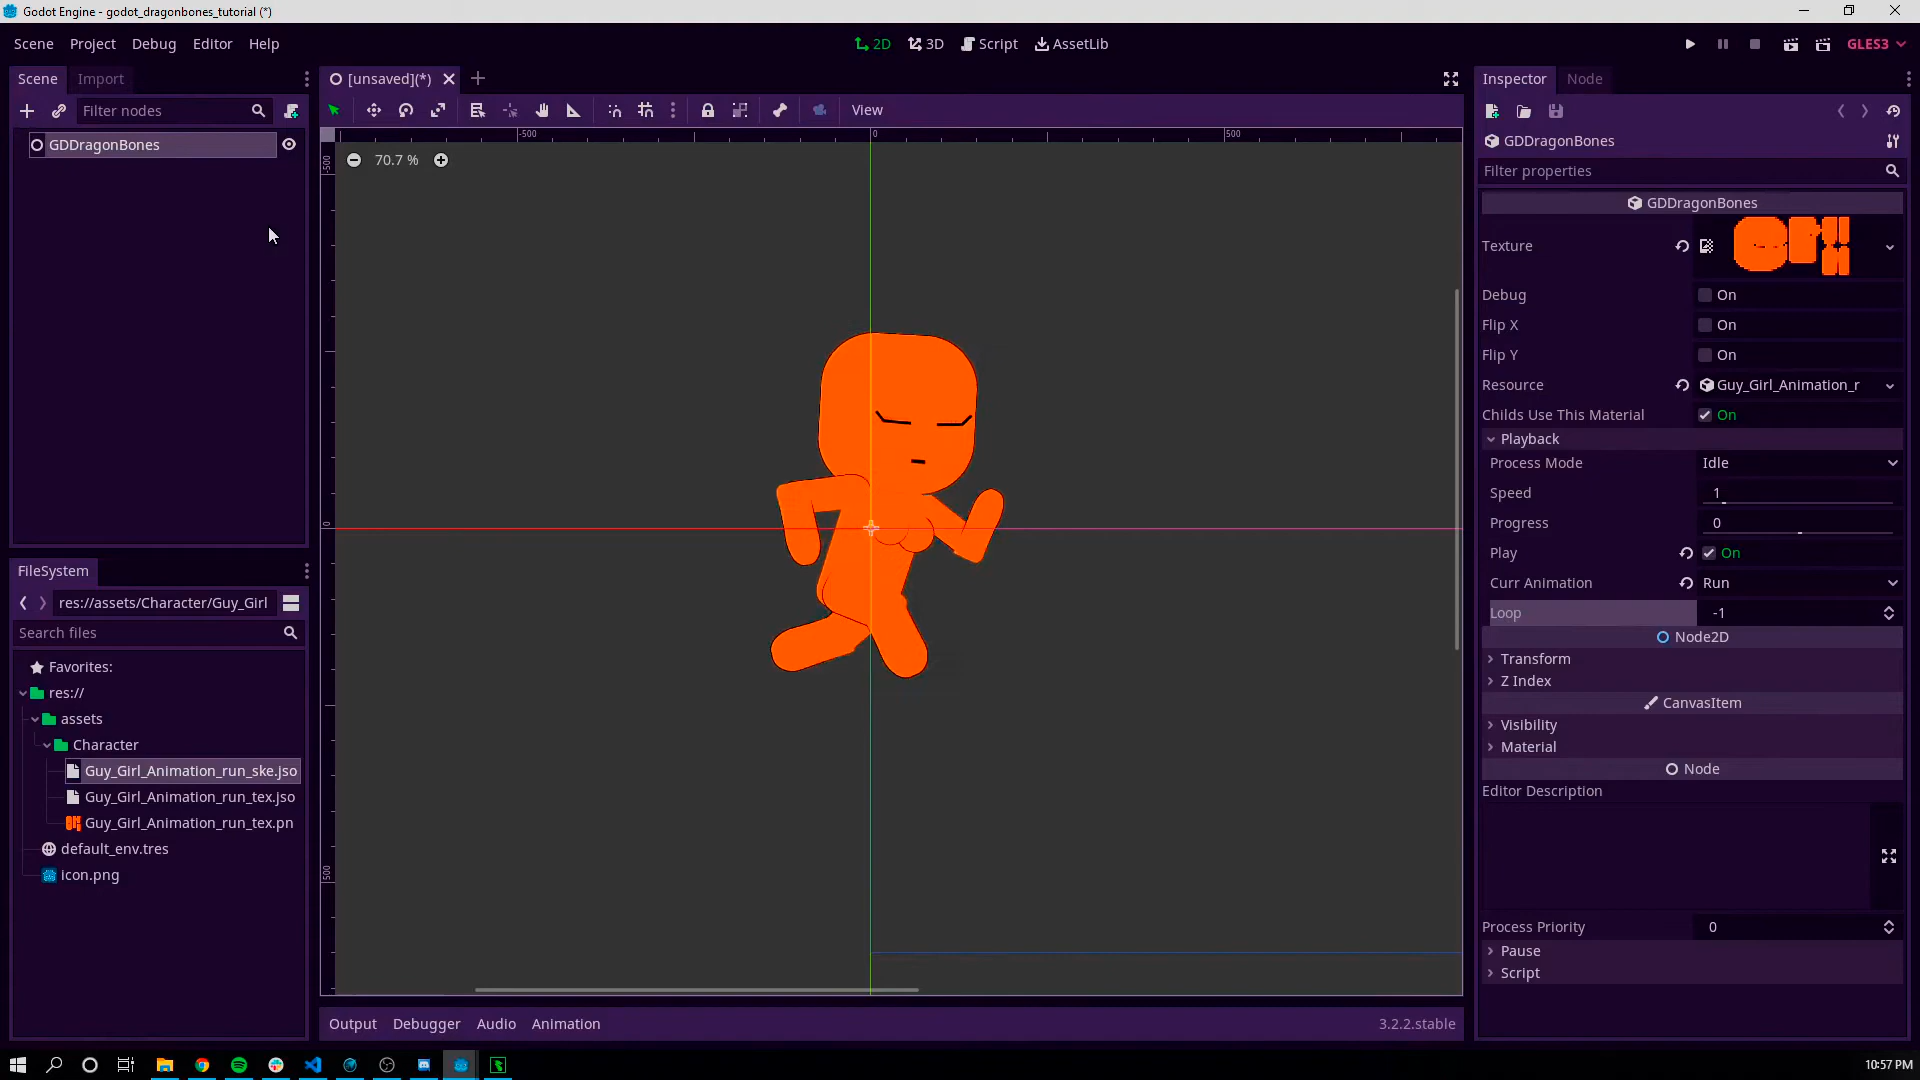 Godot Engine - godot_dragonbones_tutorial (*)
Scene Project Debug Editor Help
2D 3D Script AssetLib
GLES3
Scene Import
Filter nodes
GDDragonBones
[unsaved](*)
View
-500 0 500
70.7 %
-500
0
500
FileSystem
res://assets/Character/Guy_Girl
Search files
Favorites:
res://
assets
Character
Guy_Girl_Animation_run_ske.jso
Guy_Girl_Animation_run_tex.jso
Guy_Girl_Animation_run_tex.pn
default_env.tres
icon.png
Output Debugger Audio Animation
3.2.2.stable
Inspector Node
GDDragonBones
Filter properties
GDDragonBones
Texture
Debug On
Flip X On
Flip Y On
Resource Guy_Girl_Animation_r
Childs Use This Material On
Playback
Process Mode Idle
Speed 1
Progress 0
Play On
Curr Animation Run
Loop -1
Node2D
Transform
Z Index
CanvasItem
Visibility
Material
Node
Editor Description
Process Priority 0
Pause
Script
10:57 PM